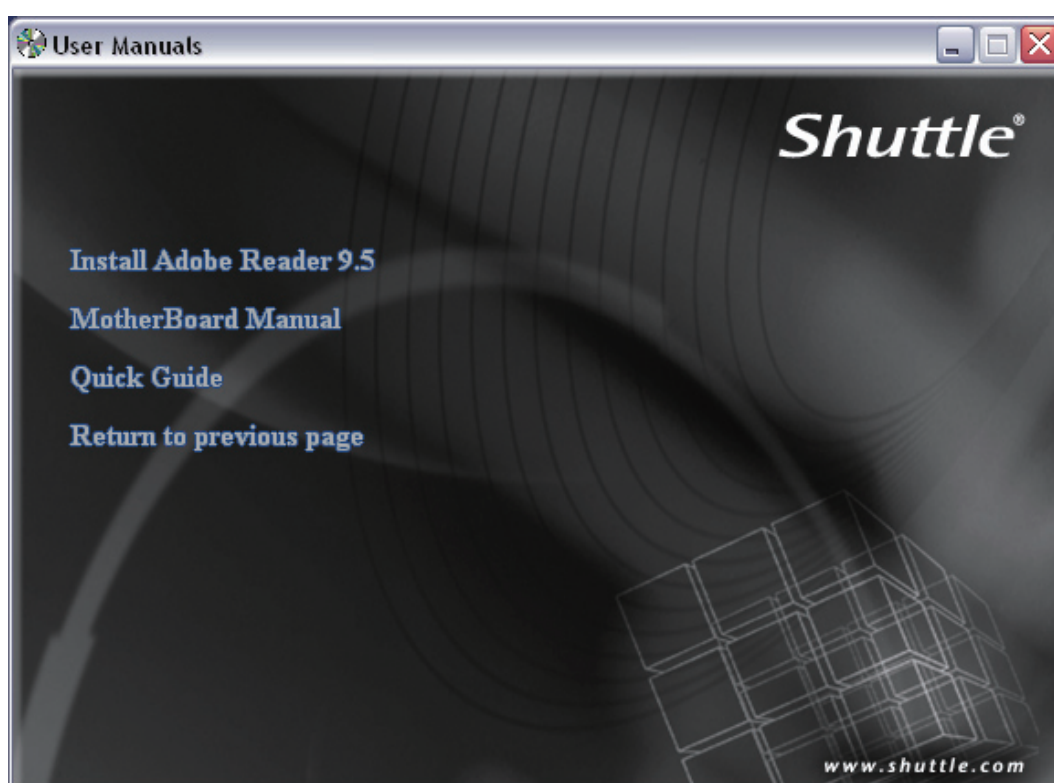 User Manuals
Shuttle®
Install Adobe Reader 9.5
MotherBoard Manual
Quick Guide
Return to previous page
www.shuttle.com